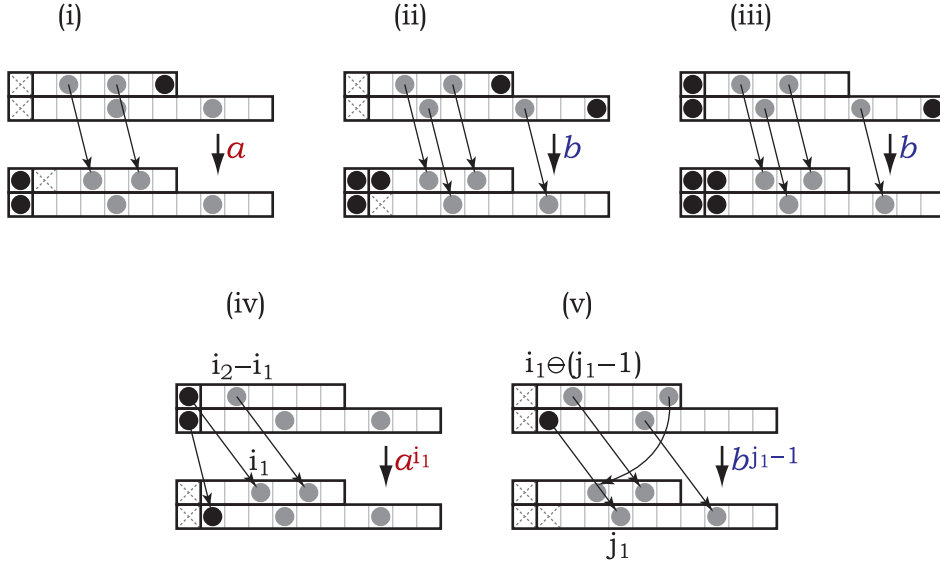 (i) (ii) (iii)
a b b
(iv) (v)
i₂−i₁ i₁⊖(j₁−1)
i₁ a^{i₁} b^{j₁−1}
j₁